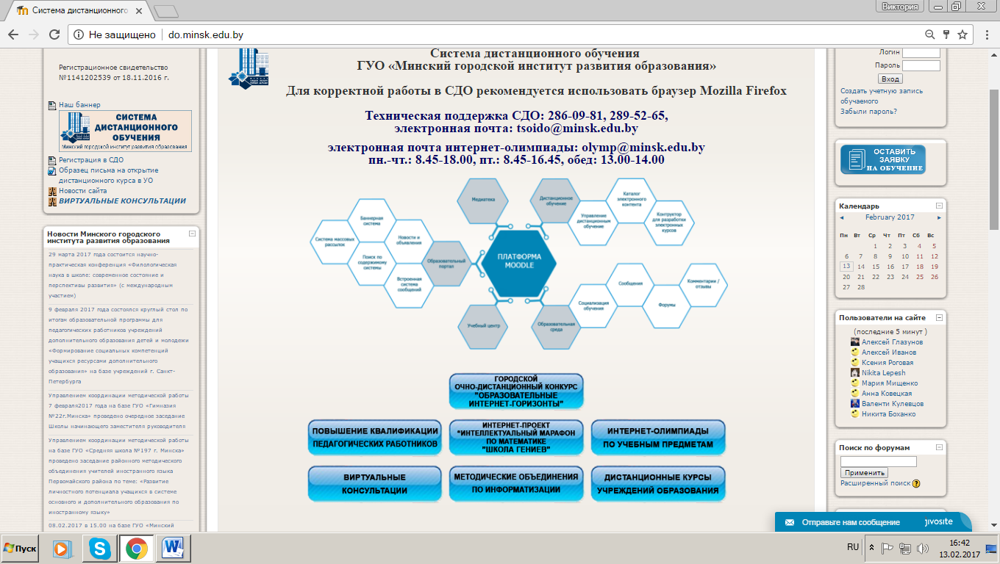 Система дистанционного
Виктория
Не защищено
do.minsk.edu.by
Регистрационное свидетельство
№1141202539 от 18.11.2016 г.
Наш баннер
СИСТЕМА
ДИСТАНЦИОННОГО
ОБУЧЕНИЯ
Минский городской институт развития образования
Регистрация в СДО
Образец письма на открытие
дистанционного курса в УО
Новости сайта
ВИРТУАЛЬНЫЕ КОНСУЛЬТАЦИИ
Новости Минского городского
института развития образования
29 марта 2017 года состоится научно-
практическая конференция «Филологическая
наука в школе: современное состояние и
перспективы развития» (с международным
участием)
9 февраля 2017 года состоялся круглый стол по
итогам образовательной программы для
педагогических работников учреждений
дополнительного образования детей и молодежи
«Формирование социальных компетенций
учащихся ресурсами дополнительного
образования» на базе учреждений г. Санкт-
Петербурга
Управлением координации методической работы
7 февраля2017 года на базе ГУО «Гимназия
№22г.Минска» проведено очередное заседание
Школы начинающего заместителя руководителя
Управлением координации методической работы
на базе ГУО «Средняя школа №197 г. Минска»
проведено заседание районного методического
объединения учителей иностранного языка
Первомайского района по теме: «Развитие
личностного потенциала учащихся в системе
основного и дополнительного образования по
иностранному языку»
08.02.2017 в 15.00 на базе ГУО «Минский
Система дистанционного обучения
ГУО «Минский городской институт развития образования»
Для корректной работы в СДО рекомендуется использовать браузер Mozilla Firefox
Техническая поддержка СДО: 286-09-81, 289-52-65,
электронная почта: tsoido@minsk.edu.by
электронная почта интернет-олимпиады: olymp@minsk.edu.by
пн.-чт.: 8.45-18.00, пт.: 8.45-16.45, обед: 13.00-14.00
Медиатека
Дистанционное
обучение
Каталог
электронного
контента
Управление
дистанционным
обучение
Контруктор
для разработки
электронных
курсов
Баннерная
система
Система массовых
рассылок
Новости и
объявления
Поиск по
содержимому
системы
Образовательный
портал
Встроенная
система
сообщений
ПЛАТФОРМА
MOODLE
Сообщения
Комментарии /
отзывы
Социализация
обучение
Форумы
Учебный центр
Образовательная
среда
ГОРОДСКОЙ
ОЧНО-ДИСТАНЦИОННЫЙ КОНКУРС
"ОБРАЗОВАТЕЛЬНЫЕ
ИНТЕРНЕТ-ГОРИЗОНТЫ"
ПОВЫШЕНИЕ КВАЛИФИКАЦИИ
ПЕДАГОГИЧЕСКИХ РАБОТНИКОВ
ИНТЕРНЕТ-ПРОЕКТ
"ИНТЕЛЛЕКТУАЛЬНЫЙ МАРАФОН
ПО МАТЕМАТИКЕ
"ШКОЛА ГЕНИЕВ"
ИНТЕРНЕТ-ОЛИМПИАДЫ
ПО УЧЕБНЫМ ПРЕДМЕТАМ
ВИРТУАЛЬНЫЕ
КОНСУЛЬТАЦИИ
МЕТОДИЧЕСКИЕ ОБЪЕДИНЕНИЯ
ПО ИНФОРМАТИЗАЦИИ
ДИСТАНЦИОННЫЕ КУРСЫ
УЧРЕЖДЕНИЙ ОБРАЗОВАНИЯ
Логин
Пароль
Вход
Создать учетную запись
обучаемого
Забыли пароль?
ОСТАВИТЬ
ЗАЯВКУ
НА ОБУЧЕНИЕ
Календарь
◄ February 2017 ►
Пн Вт Ср Чт Пт Сб Вс
1 2 3 4 5
6 7 8 9 10 11 12
13 14 15 16 17 18 19
20 21 22 23 24 25 26
27 28
Пользователи на сайте
(последние 5 минут )
Алексей Глазунов
Алексей Иванов
Ксения Роговая
Nikita Lepesh
Мария Мищенко
Анна Ковецкая
Валенти Кулевцов
Никита Боханко
Поиск по форумам
Применить
Расширенный поиск
Отправьте нам сообщение
jivosite
Пуск
RU
16:42
13.02.2017